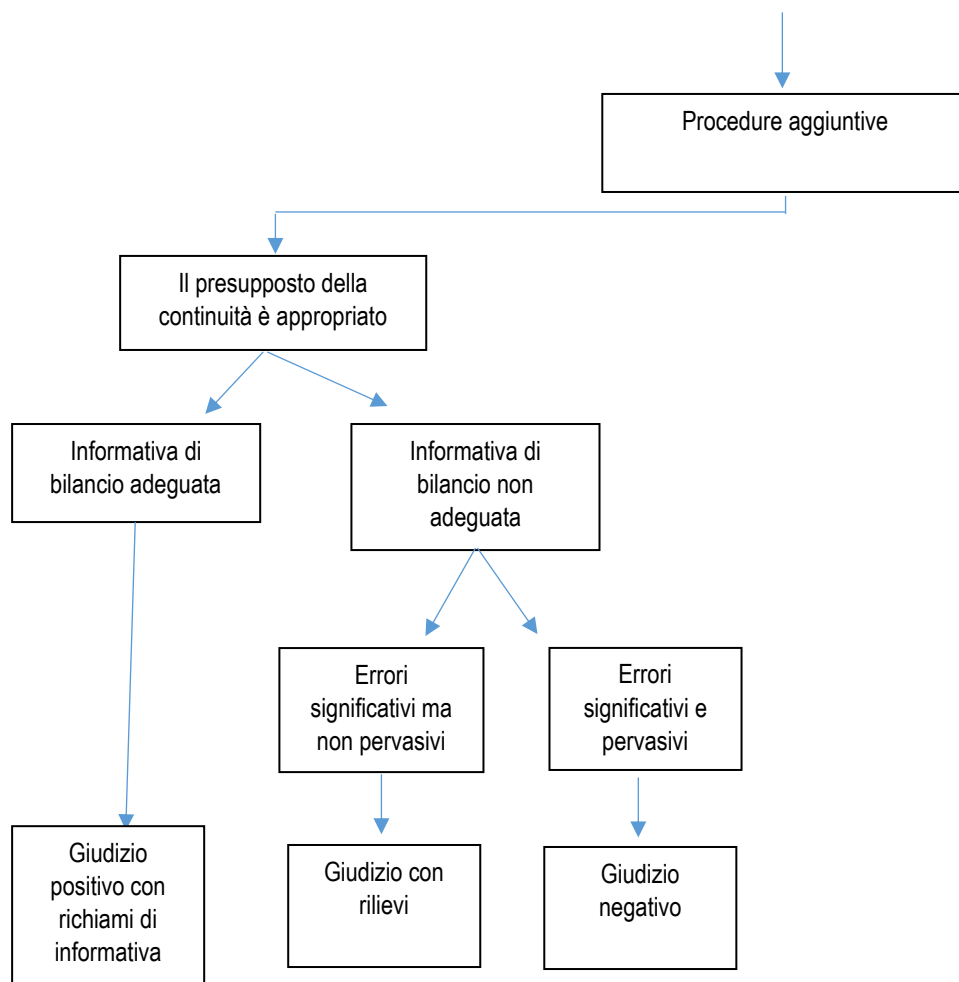 Procedure aggiuntive
Il presupposto della
continuità è appropriato
Informativa di
bilancio adeguata
Informativa di
bilancio non
adeguata
Errori
significativi ma
non pervasivi
Errori
significativi e
pervasivi
Giudizio
positivo con
richiami di
informativa
Giudizio con
rilievi
Giudizio
negativo